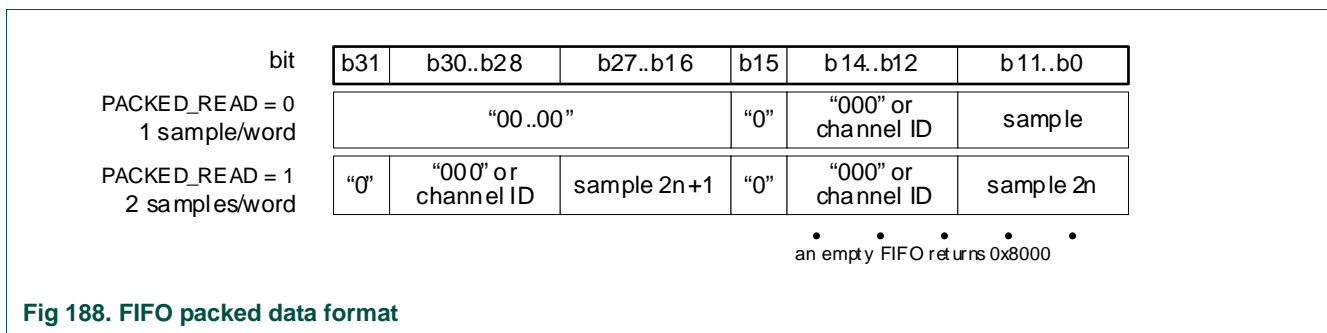 bit b31 b30..b28 b27..b16 b15 b14..b12 b11..b0
PACKED_READ = 0
1 sample/word
“00..00”
“0”
“000” or
channel ID
sample
PACKED_READ = 1
2 samples/word
“0”
“000” or
channel ID
sample 2n+1
“0”
“000” or
channel ID
sample 2n
an empty FIFO returns 0x8000
Fig 188. FIFO packed data format